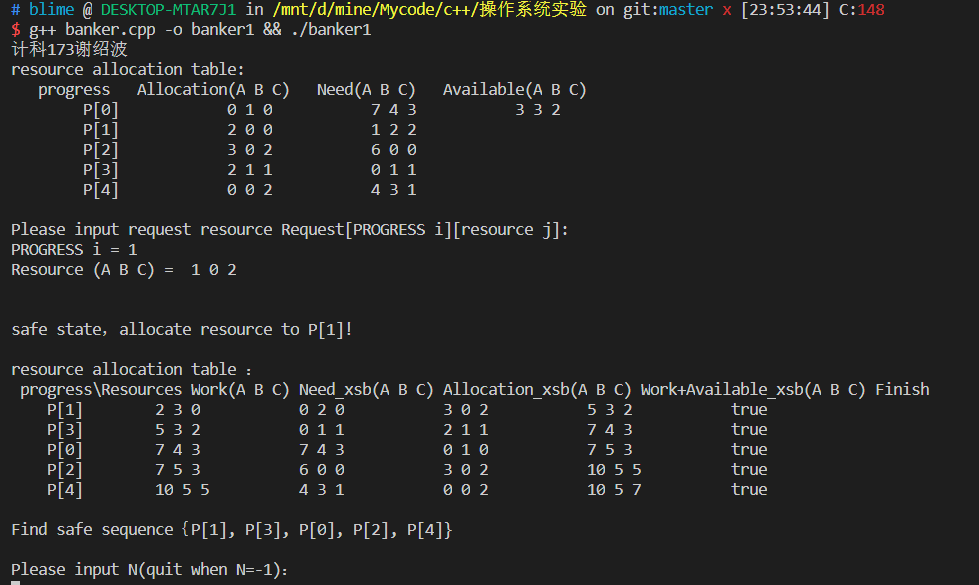 # blime @ DESKTOP-MTAR7J1 in /mnt/d/mine/Mycode/c++/操作系统实验 on git:master x [23:53:44] C:148
$ g++ banker.cpp -o banker1 && ./banker1
计科173谢绍波
resource allocation table:
progress Allocation(A B C) Need(A B C) Available(A B C)
P[0] 0 1 0 7 4 3 3 3 2
P[1] 2 0 0 1 2 2
P[2] 3 0 2 6 0 0
P[3] 2 1 1 0 1 1
P[4] 0 0 2 4 3 1
Please input request resource Request[PROGRESS i][resource j]:
PROGRESS i = 1
Resource (A B C) = 1 0 2
safe state, allocate resource to P[1]!
resource allocation table :
progress\Resources Work(A B C) Need_xsb(A B C) Allocation_xsb(A B C) Work+Available_xsb(A B C) Finish
P[1] 2 3 0 0 2 0 3 0 2 5 3 2 true
P[3] 5 3 2 0 1 1 2 1 1 7 4 3 true
P[0] 7 4 3 7 4 3 0 1 0 7 5 3 true
P[2] 7 5 3 6 0 0 3 0 2 10 5 5 true
P[4] 10 5 5 4 3 1 0 0 2 10 5 7 true
Find safe sequence {P[1], P[3], P[0], P[2], P[4]}
Please input N(quit when N=-1):